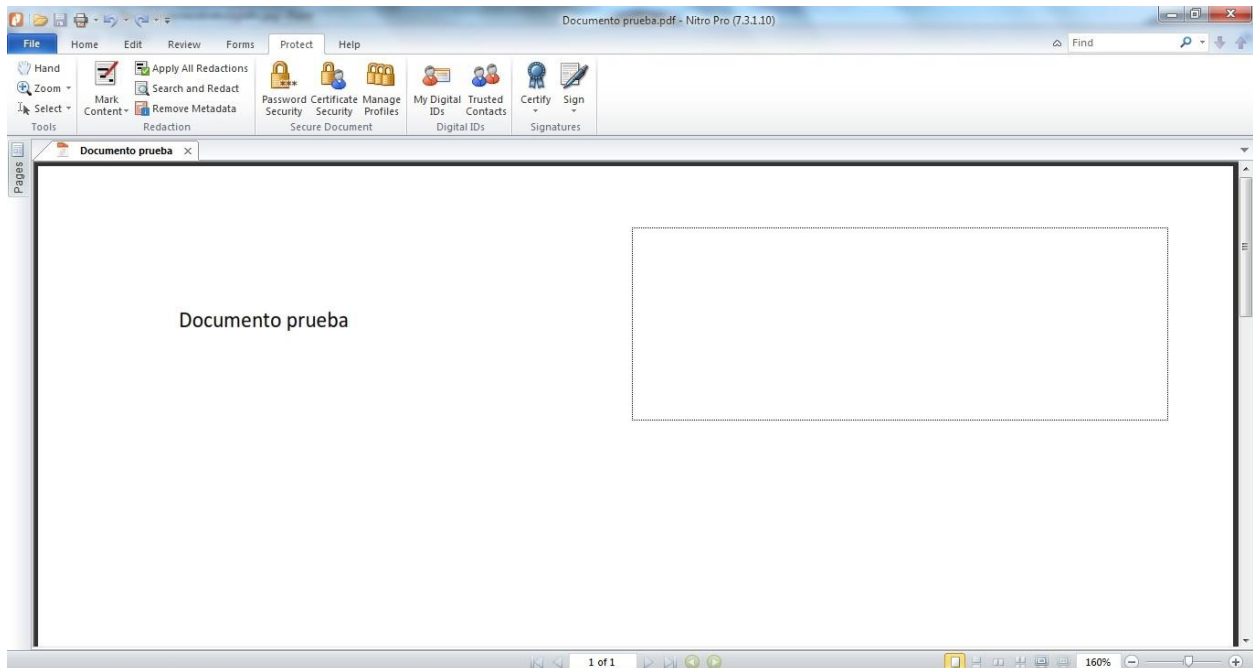 Documento prueba.pdf - Nitro Pro (7.3.1.10)
File Home Edit Review Forms Protect Help Find
Hand
Zoom
Select
Tools
Mark Content
Apply All Redactions
Search and Redact
Remove Metadata
Redaction
Password Security
Certificate Security
Manage Profiles
Secure Document
My Digital IDs
Trusted Contacts
Digital IDs
Certify
Sign
Signatures
Documento prueba
Pages
Documento prueba
1 of 1
160%